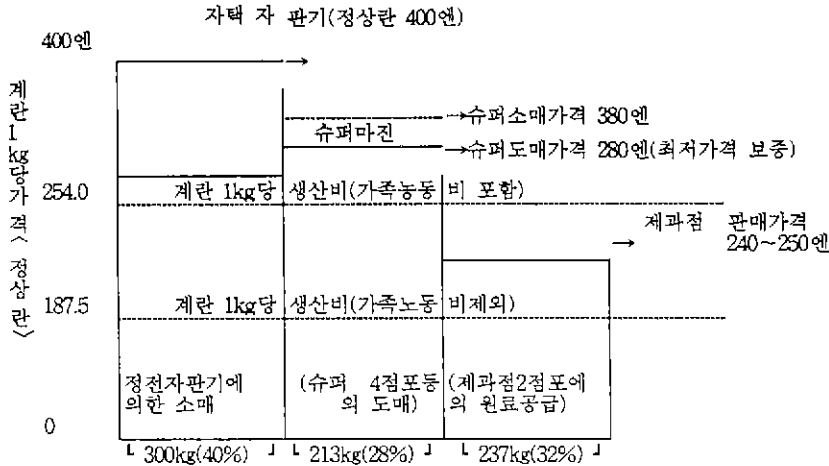 자택 자 판기(정상란 400엔)
400엔
계란1kg당가격〈정상란〉
슈퍼소매가격 380엔
슈퍼마진
슈퍼도매가격 280엔(최저가격 보증)
254.0
계란 1kg당 생산비(가족농동 비 포함)
제과점 판매가격
240~250엔
187.5
계란 1kg당 생산비(가족노동 비제외)
정전자판기에
의한 소매
(슈퍼 4점포등
의 도매)
(제과점2점포에
의 원료공급)
0
300kg(40%)
213kg(28%)
237kg(32%)